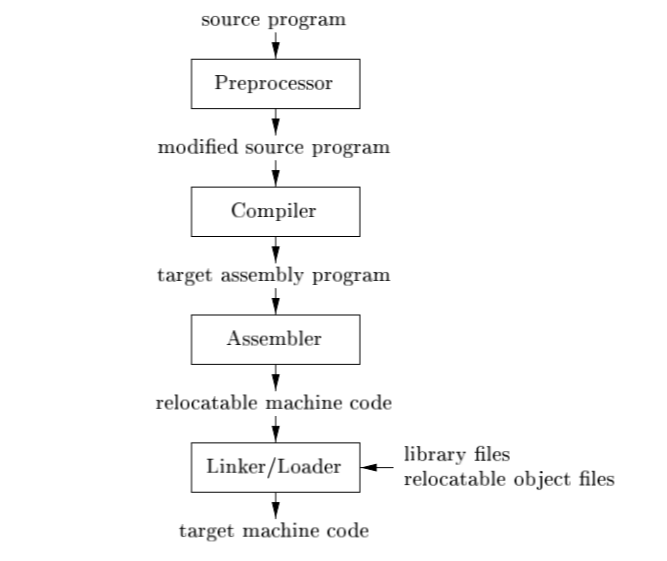 source program
Preprocessor
modified source program
Compiler
target assembly program
Assembler
relocatable machine code
Linker/Loader
library files
relocatable object files
target machine code